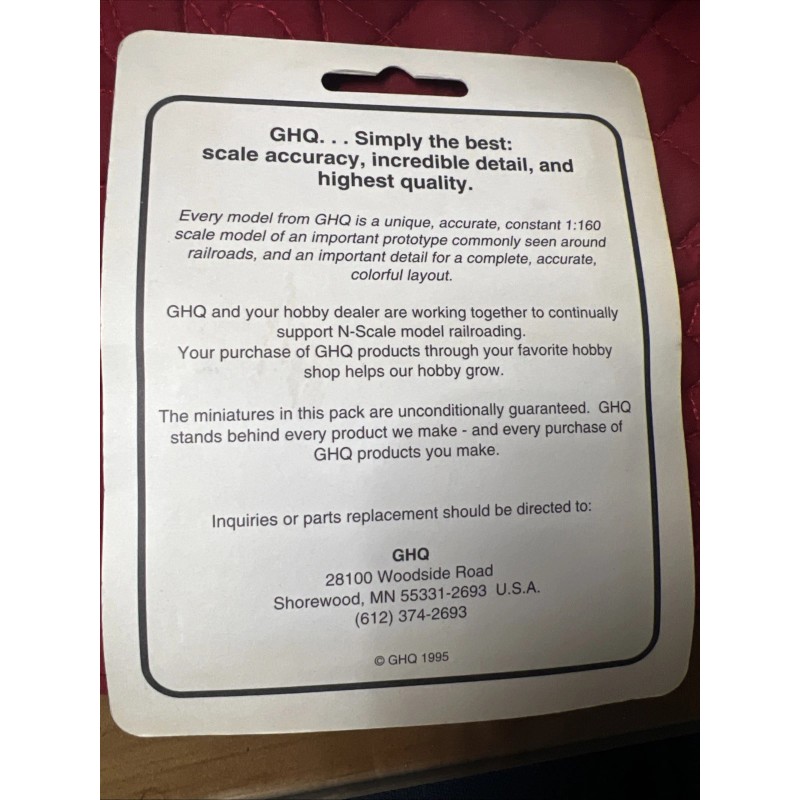 GHQ. . . Simply the best:
scale accuracy, incredible detail, and
highest quality.
Every model from GHQ is a unique, accurate, constant 1:160
scale model of an important prototype commonly seen around
railroads, and an important detail for a complete, accurate,
colorful layout.
GHQ and your hobby dealer are working together to continually
support N-Scale model railroading.
Your purchase of GHQ products through your favorite hobby
shop helps our hobby grow.
The miniatures in this pack are unconditionally guaranteed.  GHQ
stands behind every product we make - and every purchase of
GHQ products you make.
Inquiries or parts replacement should be directed to:
GHQ
28100 Woodside Road
Shorewood, MN 55331-2693  U.S.A.
(612) 374-2693
© GHQ 1995